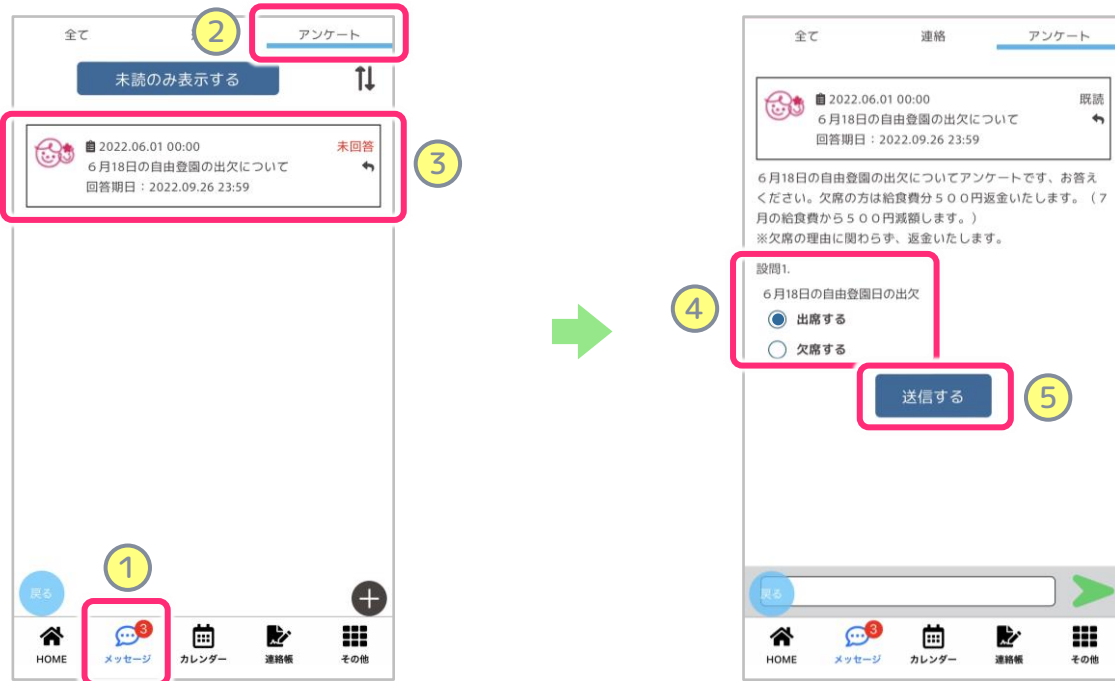 全て
2
アンケート
未読のみ表示する
2022.06.01 00:00
未回答
6月18日の自由登園の出欠について
回答期日：2022.09.26 23:59
3
1
戻る
3
HOME
メッセージ
カレンダー
連絡帳
その他
全て
連絡
アンケート
2022.06.01 00:00
既読
6月18日の自由登園の出欠について
回答期日：2022.09.26 23:59
6月18日の自由登園の出欠についてアンケートです、お答え
ください。欠席の方は給食費分５００円返金いたします。（７
月の給食費から５００円減額します。）
※欠席の理由に関わらず、返金いたします。
設問1.
6月18日の自由登園日の出欠
4
出席する
欠席する
送信する
5
戻る
3
HOME
メッセージ
カレンダー
連絡帳
その他